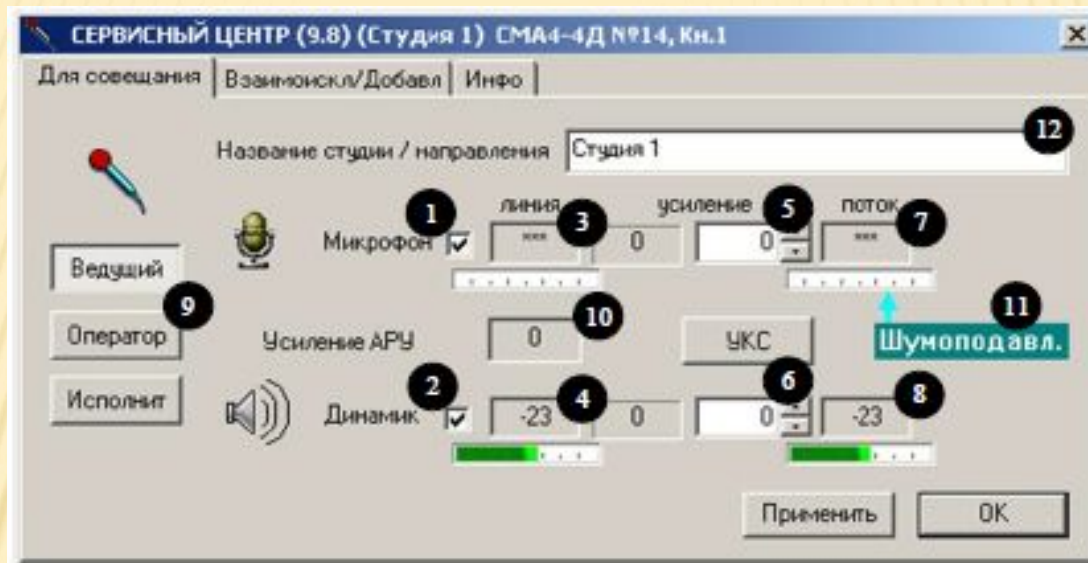 СЕРВИСНЫЙ ЦЕНТР (9.8) (Студия 1) СМА4-4Д №14, Кн.1
Для совещания Взаимоискл/Добавл Инфо
Название студии / направления Студия 1 12
линия усиление поток
1 3 5 7
Микрофон *** 0 0 ***
Ведущий
9 10 11
Оператор Усиление АРУ 0 УКС Шумоподавл.
2 4 6 8
Исполнит Динамик -23 0 0 -23
Применить OK